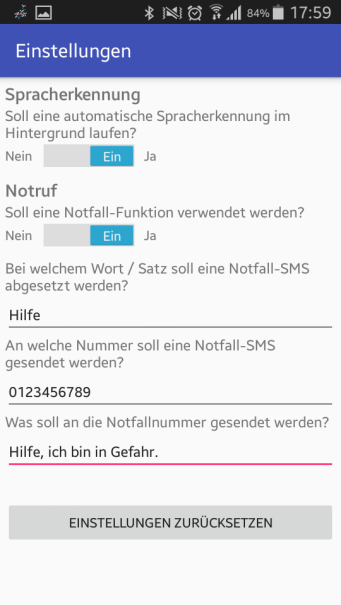 84% 17:59
Einstellungen
Spracherkennung
Soll eine automatische Spracherkennung im
Hintergrund laufen?
Nein Ein Ja
Notruf
Soll eine Notfall-Funktion verwendet werden?
Nein Ein Ja
Bei welchem Wort / Satz soll eine Notfall-SMS
abgesetzt werden?
Hilfe
An welche Nummer soll eine Notfall-SMS
gesendet werden?
0123456789
Was soll an die Notfallnummer gesendet werden?
Hilfe, ich bin in Gefahr.
EINSTELLUNGEN ZURÜCKSETZEN